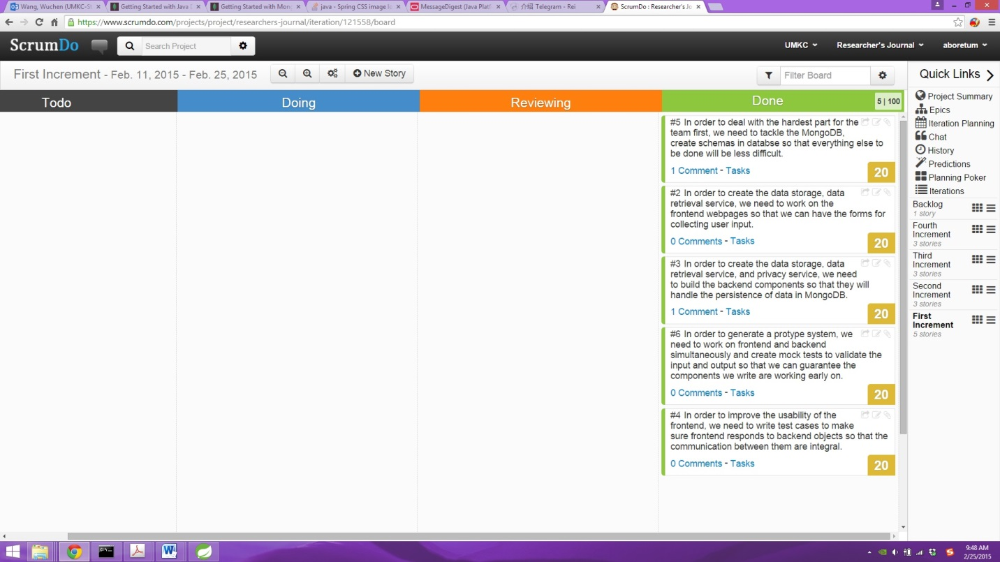 Wang, Wuchen (UMKC-St
Getting Started with Java D
Getting Started with Mong
java - Spring CSS image lo
MessageDigest (Java Platf
介紹 Telegram - Rei
ScrumDo : Researcher's Jo
https://www.scrumdo.com/projects/project/researchers-journal/iteration/121558/board
ScrumDo
Search Project
UMKC
Researcher's Journal
aboretum
First Increment - Feb. 11, 2015 - Feb. 25, 2015
New Story
Filter Board
Quick Links
Todo
Doing
Reviewing
Done
5 | 100
#5 In order to deal with the hardest part for the
team first, we need to tackle the MongoDB,
create schemas in databse so that everything else to
be done will be less difficult.
1 Comment - Tasks
20
#2 In order to create the data storage, data
retrieval service, we need to work on the
frontend webpages so that we can have the forms for
collecting user input.
0 Comments - Tasks
20
#3 In order to create the data storage, data
retrieval service, and privacy service, we need
to build the backend components so that they will
handle the persistence of data in MongoDB.
1 Comment - Tasks
20
#6 In order to generate a protype system, we
need to work on frontend and backend
simultaneously and create mock tests to validate the
input and output so that we can guarantee the
components we write are working early on.
0 Comments - Tasks
20
#4 In order to improve the usability of the
frontend, we need to write test cases to make
sure frontend responds to backend objects so that the
communication between them are integral.
0 Comments - Tasks
20
Project Summary
Epics
Iteration Planning
Chat
History
Predictions
Planning Poker
Iterations
Backlog
1 story
Fourth
Increment
3 stories
Third
Increment
3 stories
Second
Increment
3 stories
First
Increment
5 stories
9:48 AM
2/25/2015